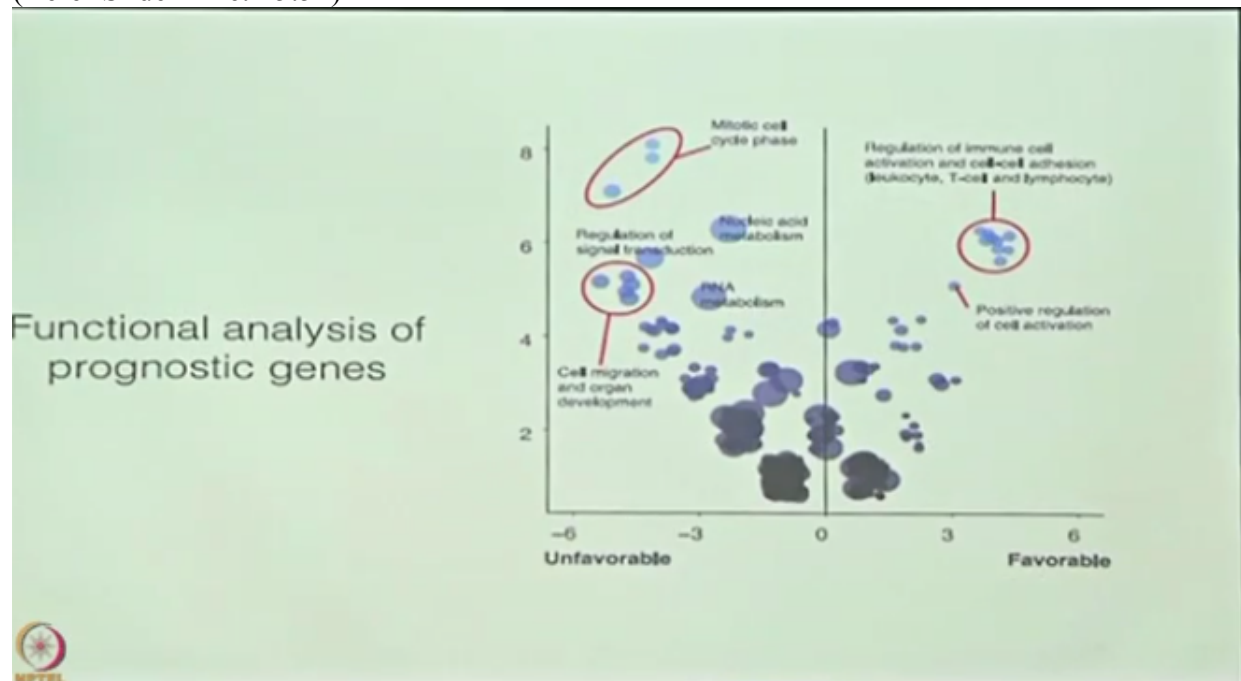 Functional analysis of
prognostic genes
Mitotic cell
cycle phase
Regulation of immune cell
activation and cell-cell adhesion
(leukocyte, T-cell and lymphocyte)
8
Nucleic acid
metabolism
Regulation of
signal transduction
6
RNA
metabolism
Positive regulation
of cell activation
4
Cell migration
and organ
development
2
-6
-3
0
3
6
Unfavorable
Favorable
NPTEL